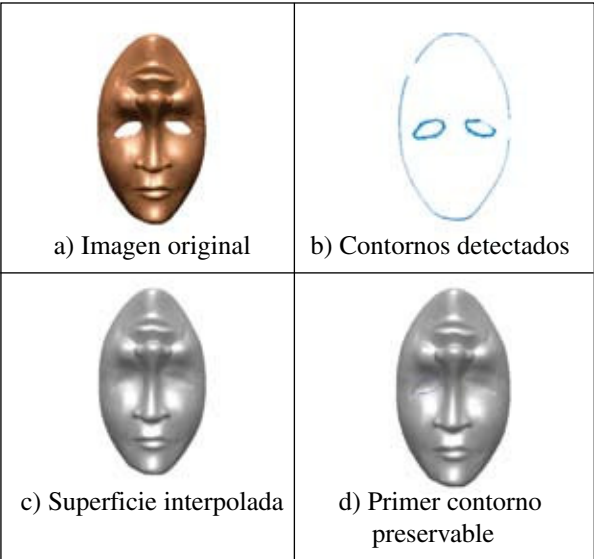 a) Imagen original
b) Contornos detectados
c) Superficie interpolada
d) Primer contorno
preservable